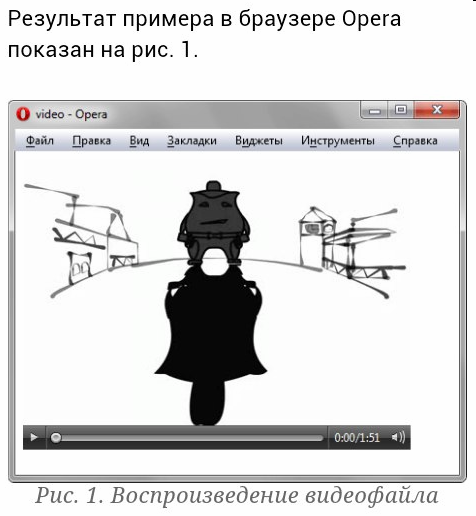 Результат примера в браузере Opera
показан на рис. 1.
video - Opera
Файл Правка Вид Закладки Виджеты Инструменты Справка
0:00/1:51
Рис. 1. Воспроизведение видеофайла